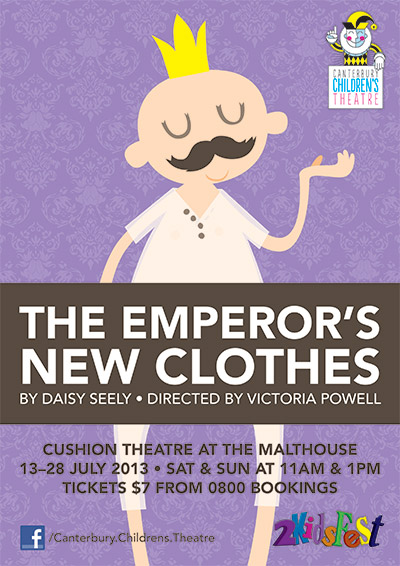 CANTERBURY
CHILDREN'S
THEATRE
THE EMPEROR'S
NEW CLOTHES
BY DAISY SEELY • DIRECTED BY VICTORIA POWELL
CUSHION THEATRE AT THE MALTHOUSE
13–28 JULY 2013 • SAT & SUN AT 11AM & 1PM
TICKETS $7 FROM 0800 BOOKINGS
f /Canterbury.Childrens.Theatre
KidsFest